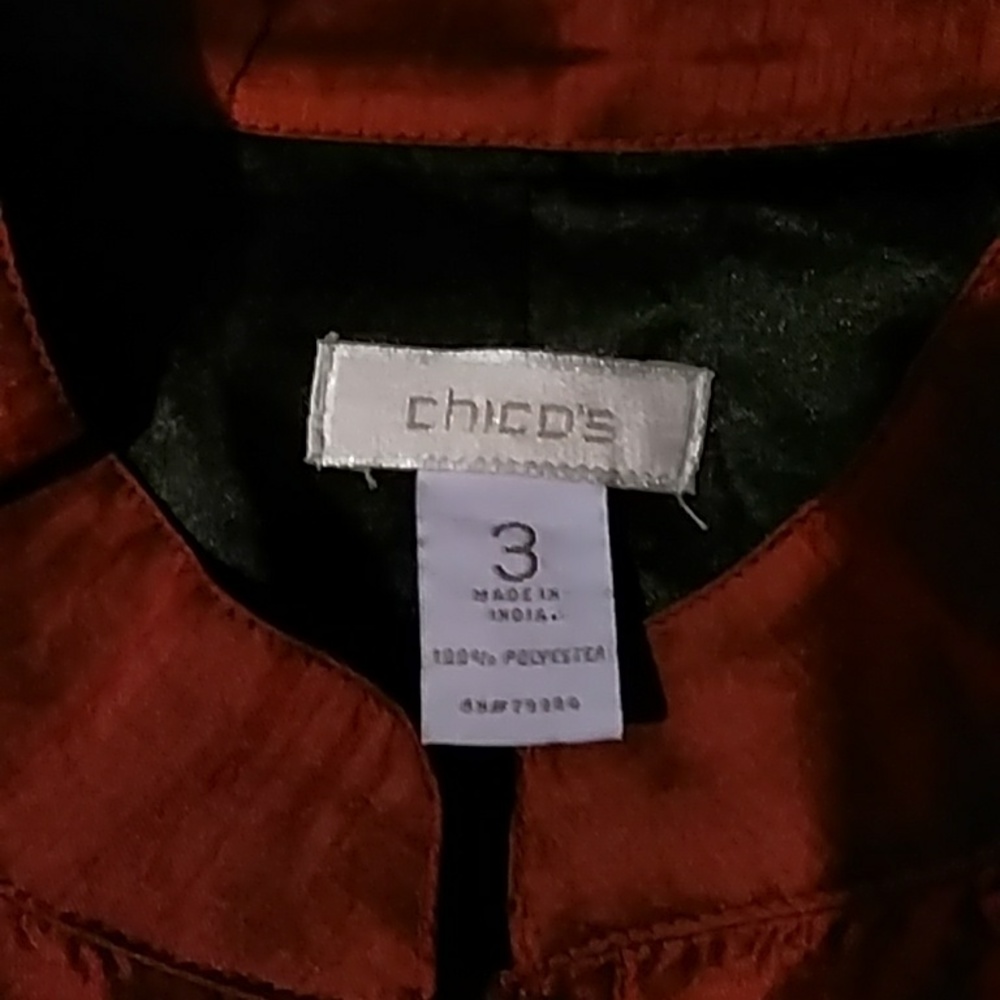 chico's
3
MADE IN
INDIA.
100% POLYESTER